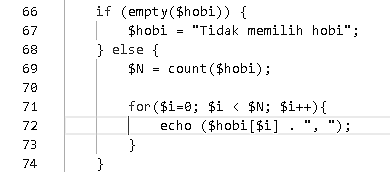 66 if (empty($hobi)) {
67 $hobi = "Tidak memilih hobi";
68 } else {
69 $N = count($hobi);
70
71 for($i=0; $i < $N; $i++){
72 echo ($hobi[$i] . ", ");
73 }
74 }